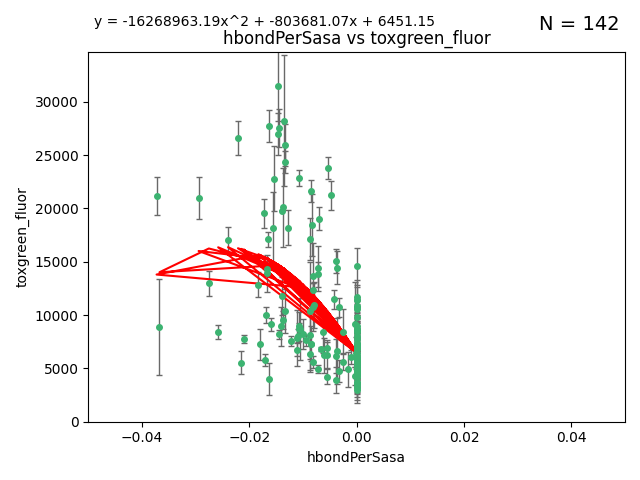 y = -16268963.19x^2 + -803681.07x + 6451.15
N = 142
hbondPerSasa vs toxgreen_fluor
30000
25000
20000
15000
10000
5000
0
toxgreen_fluor
−0.04
−0.02
0.00
0.02
0.04
hbondPerSasa